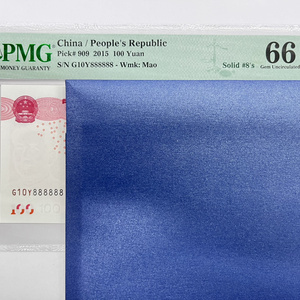 PMG
MONEY GUARANTY
China / People's Republic
Pick# 909 2015 100 Yuan
S/N G10Y888888 - Wmk: Mao
Solid #8's
66
Gem Uncirculated
G10Y888888
100